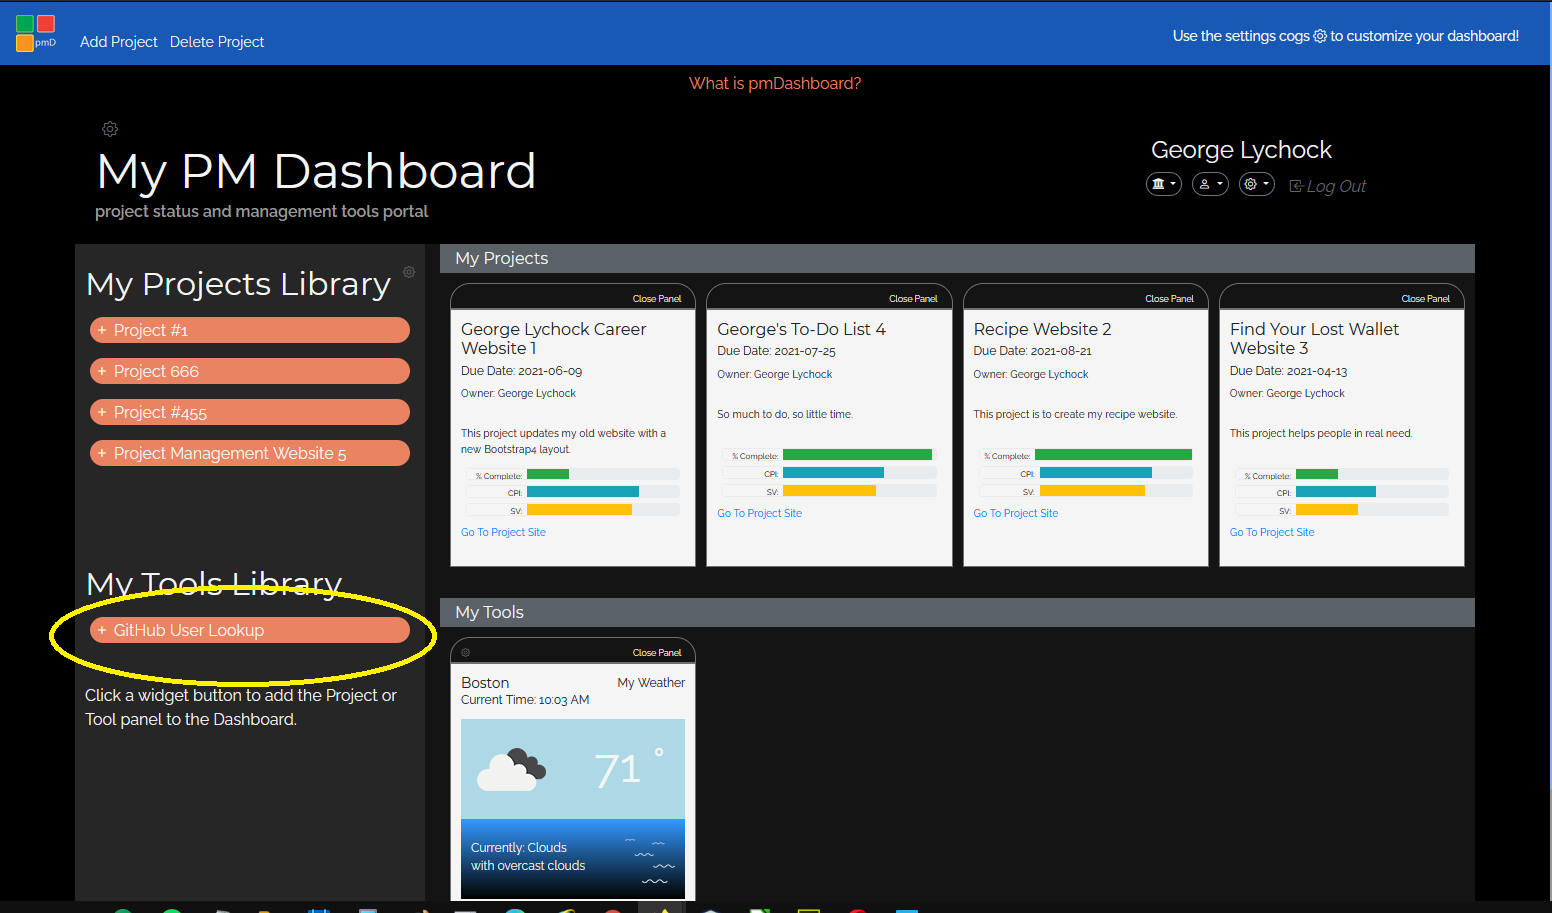 pmD
Add Project
Delete Project
Use the settings cogs to customize your dashboard!
What is pmDashboard?
My PM Dashboard
project status and management tools portal
George Lychock
Log Out
My Projects Library
+ Project #1
+ Project 666
+ Project #455
+ Project Management Website 5
My Tools Library
+ GitHub User Lookup
Click a widget button to add the Project or
Tool panel to the Dashboard.
My Projects
Close Panel
George Lychock Career
Website 1
Due Date: 2021-06-09
Owner: George Lychock
This project updates my old website with a
new Bootstrap4 layout.
% Complete:
CPI:
SV:
Go To Project Site
Close Panel
George's To-Do List 4
Due Date: 2021-07-25
Owner: George Lychock
So much to do, so little time.
% Complete:
CPI:
SV:
Go To Project Site
Close Panel
Recipe Website 2
Due Date: 2021-08-21
Owner: George Lychock
This project is to create my recipe website.
% Complete:
CPI:
SV:
Go To Project Site
Close Panel
Find Your Lost Wallet
Website 3
Due Date: 2021-04-13
Owner: George Lychock
This project helps people in real need.
% Complete:
CPI:
SV:
Go To Project Site
My Tools
Close Panel
Boston
My Weather
Current Time: 10:03 AM
71 °
Currently: Clouds
with overcast clouds